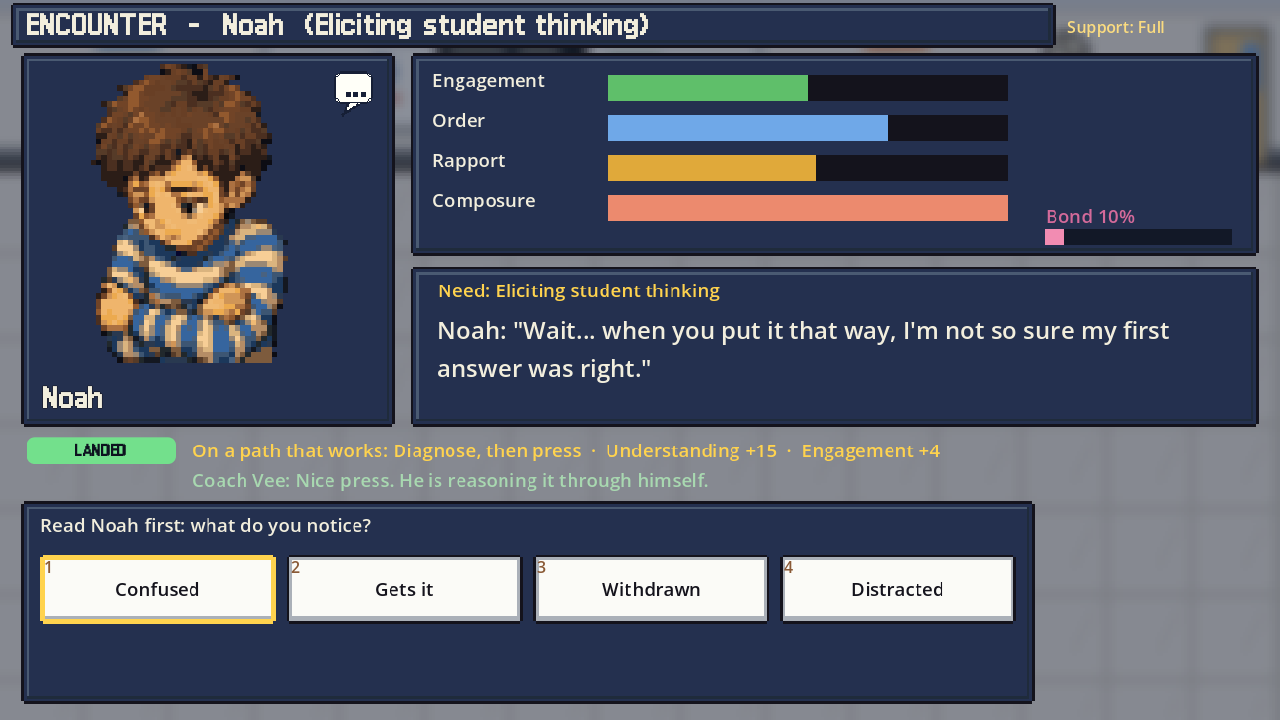 ENCOUNTER - Noah (Eliciting student thinking)
Support: Full
...
Noah
Engagement
Order
Rapport
Composure
Bond 10%
Need: Eliciting student thinking
Noah: "Wait... when you put it that way, I'm not so sure my first
answer was right."
LANDED
On a path that works: Diagnose, then press · Understanding +15 · Engagement +4
Coach Vee: Nice press. He is reasoning it through himself.
Read Noah first: what do you notice?
1 Confused
2 Gets it
3 Withdrawn
4 Distracted